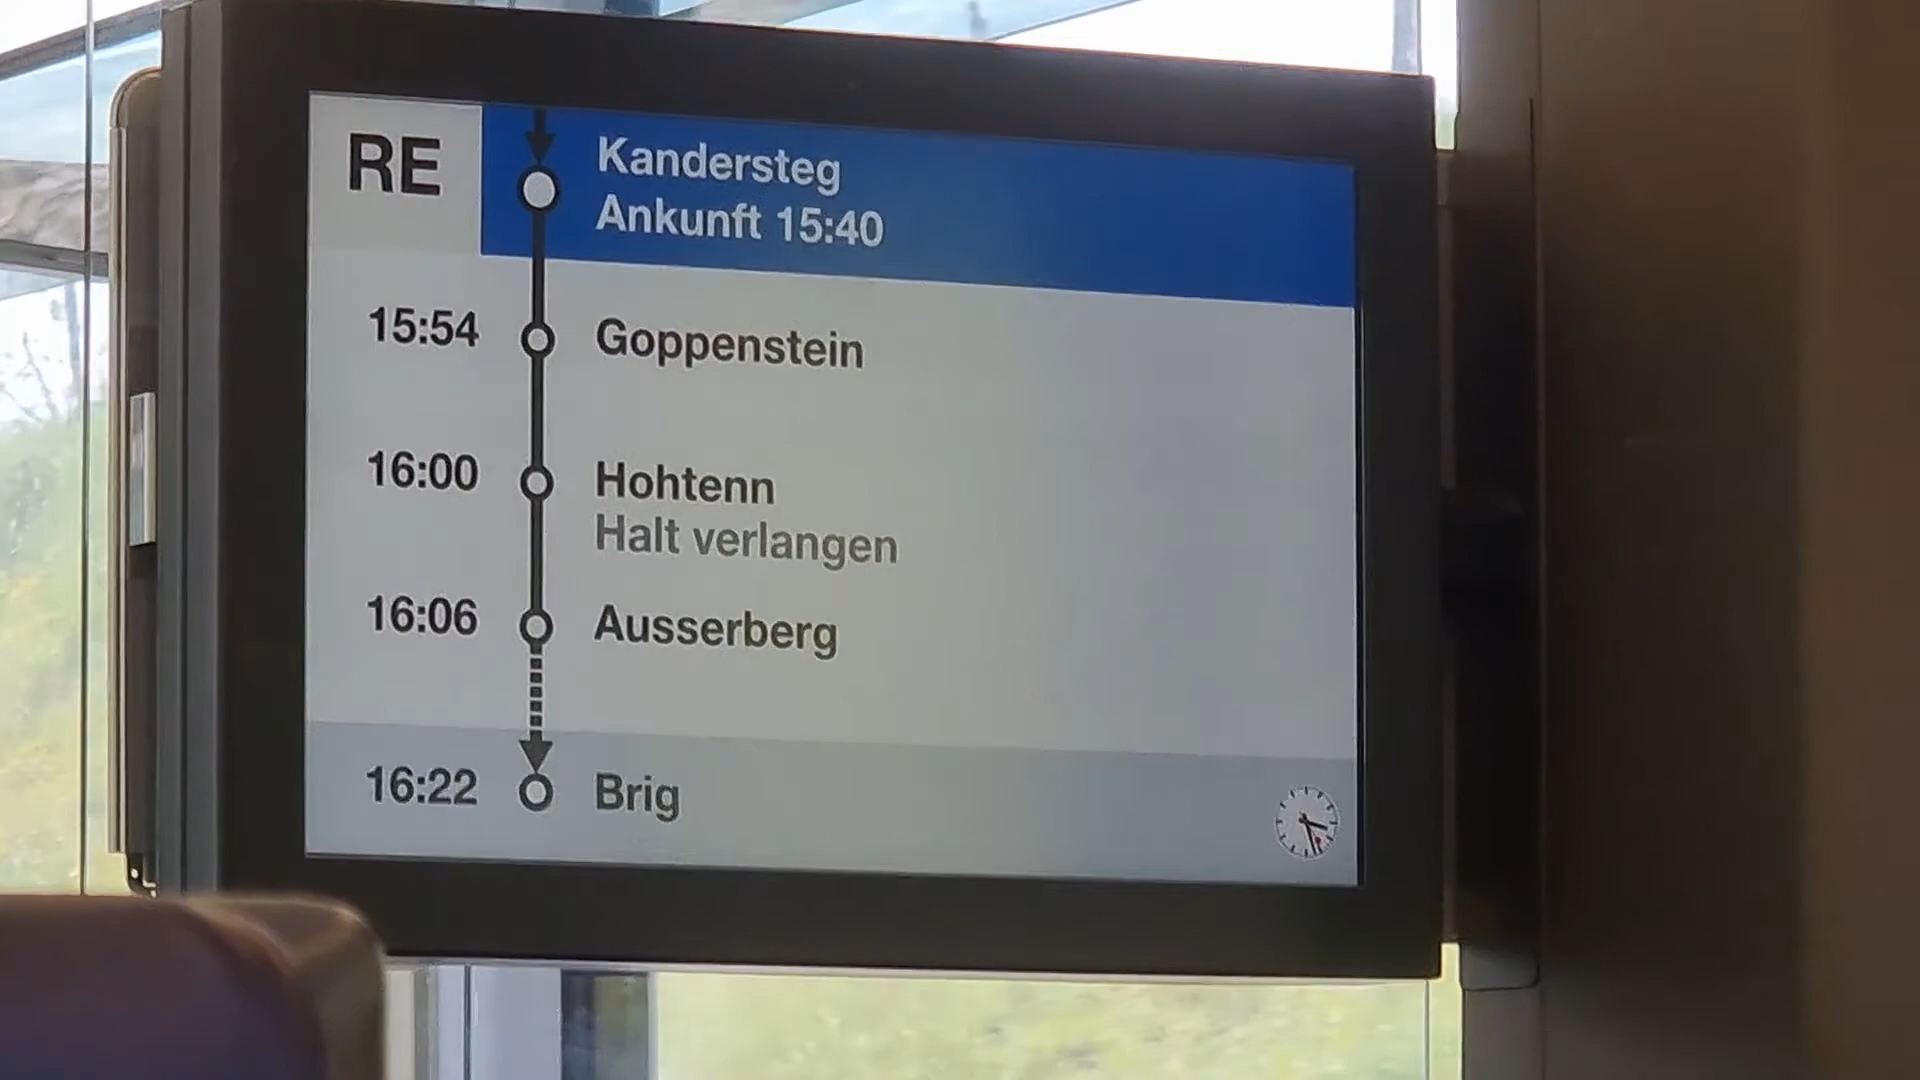 RE
Kandersteg
Ankunft 15:40
15:54 Goppenstein
16:00 Hohtenn
Halt verlangen
16:06 Ausserberg
16:22 Brig